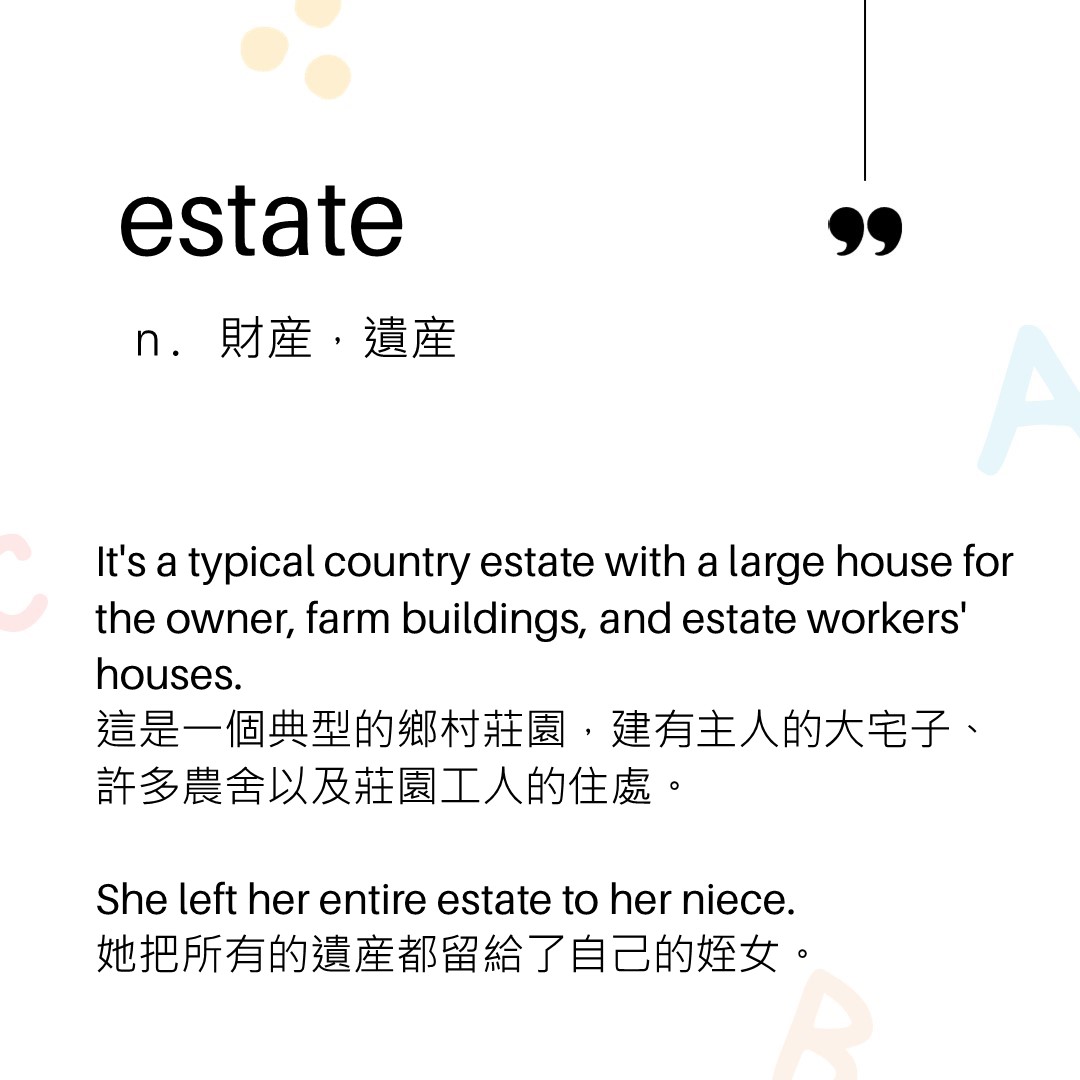 estate
”
n. 財産，遺産
It's a typical country estate with a large house for
the owner, farm buildings, and estate workers'
houses.
這是一個典型的鄉村莊園，建有主人的大宅子、
許多農舍以及莊園工人的住處。
She left her entire estate to her niece.
她把所有的遺産都留給了自己的姪女。
A
C
B